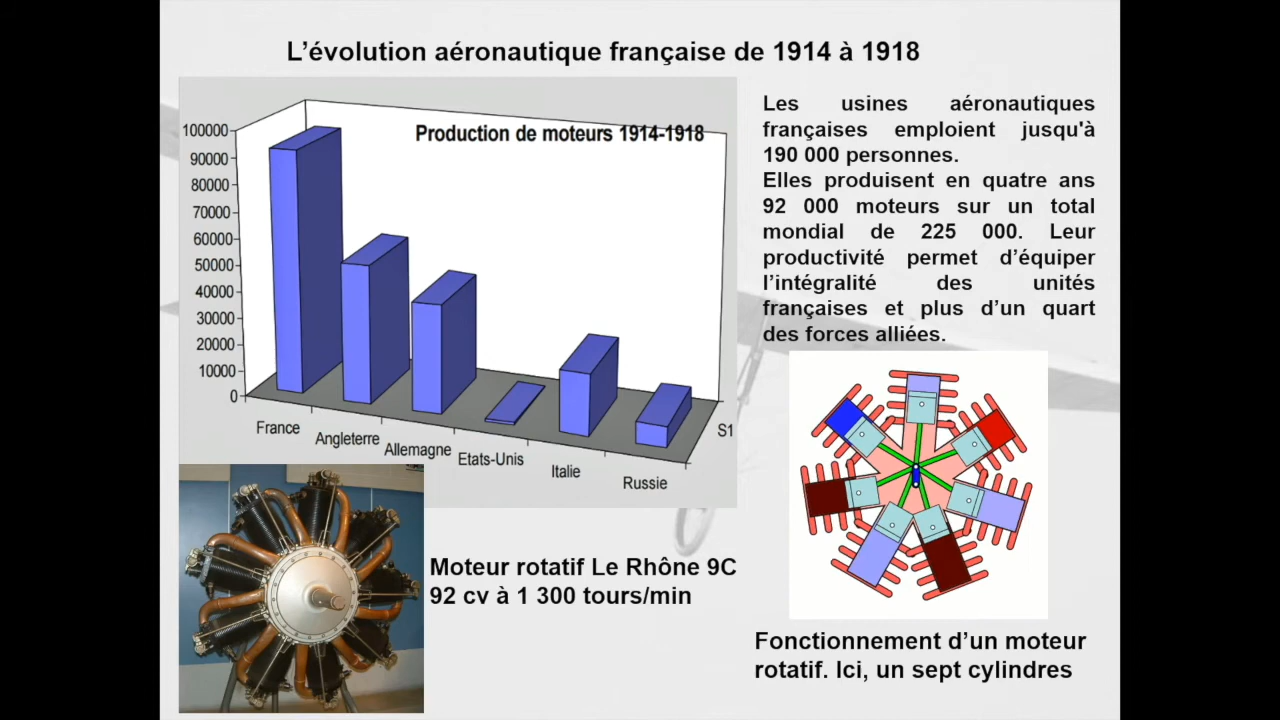 L’évolution aéronautique française de 1914 à 1918
Production de moteurs 1914-1918
100000
90000
80000
70000
60000
50000
40000
30000
20000
10000
0
France
Angleterre
Allemagne
Etats-Unis
Italie
Russie
S1
Les usines aéronautiques
françaises emploient jusqu'à
190 000 personnes.
Elles produisent en quatre ans
92 000 moteurs sur un total
mondial de 225 000. Leur
productivité permet d’équiper
l’intégralité des unités
françaises et plus d’un quart
des forces alliées.
Moteur rotatif Le Rhône 9C
92 cv à 1 300 tours/min
Fonctionnement d’un moteur
rotatif. Ici, un sept cylindres